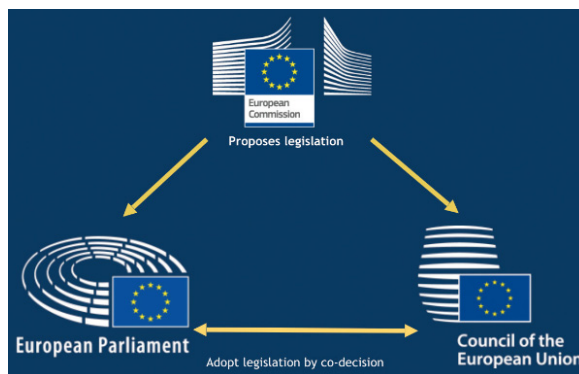 European
Commission
Proposes legislation
European Parliament
Council of the
European Union
Adopt legislation by co-decision